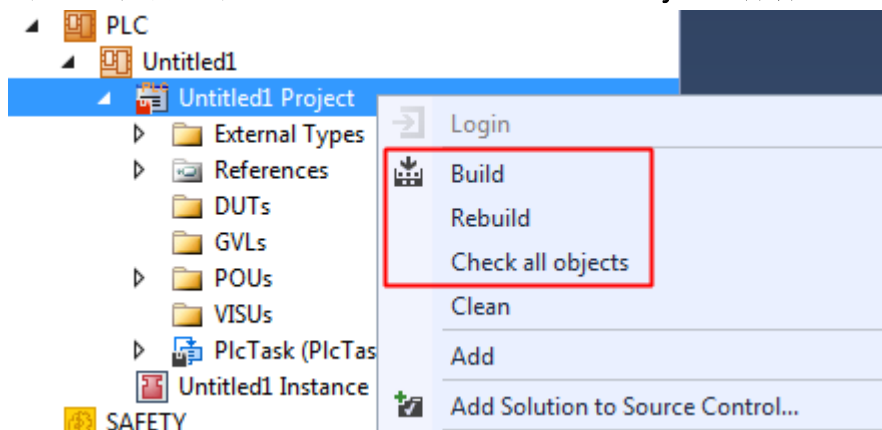 PLC
Untitled1
Untitled1 Project
External Types
References
DUTs
GVLs
POUs
VISUs
PlcTask (PlcTas
Untitled1 Instance
SAFETY
Login
Build
Rebuild
Check all objects
Clean
Add
Add Solution to Source Control...